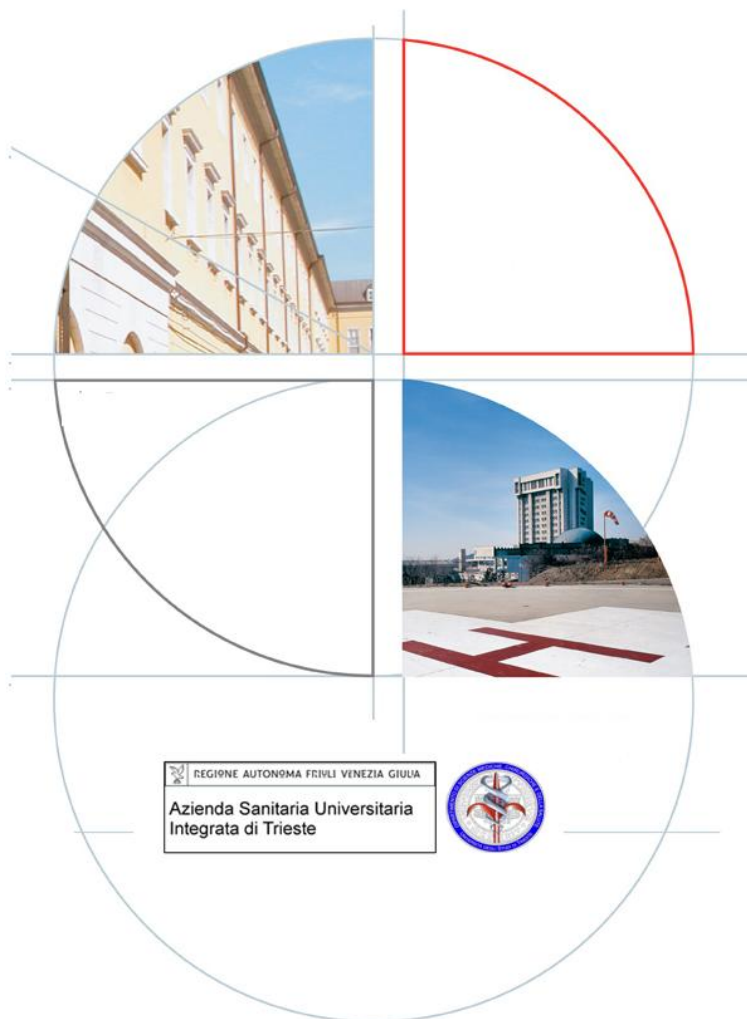 REGIONE AUTONOMA FRIULI VENEZIA GIULIA
Azienda Sanitaria Universitaria
Integrata di Trieste
H